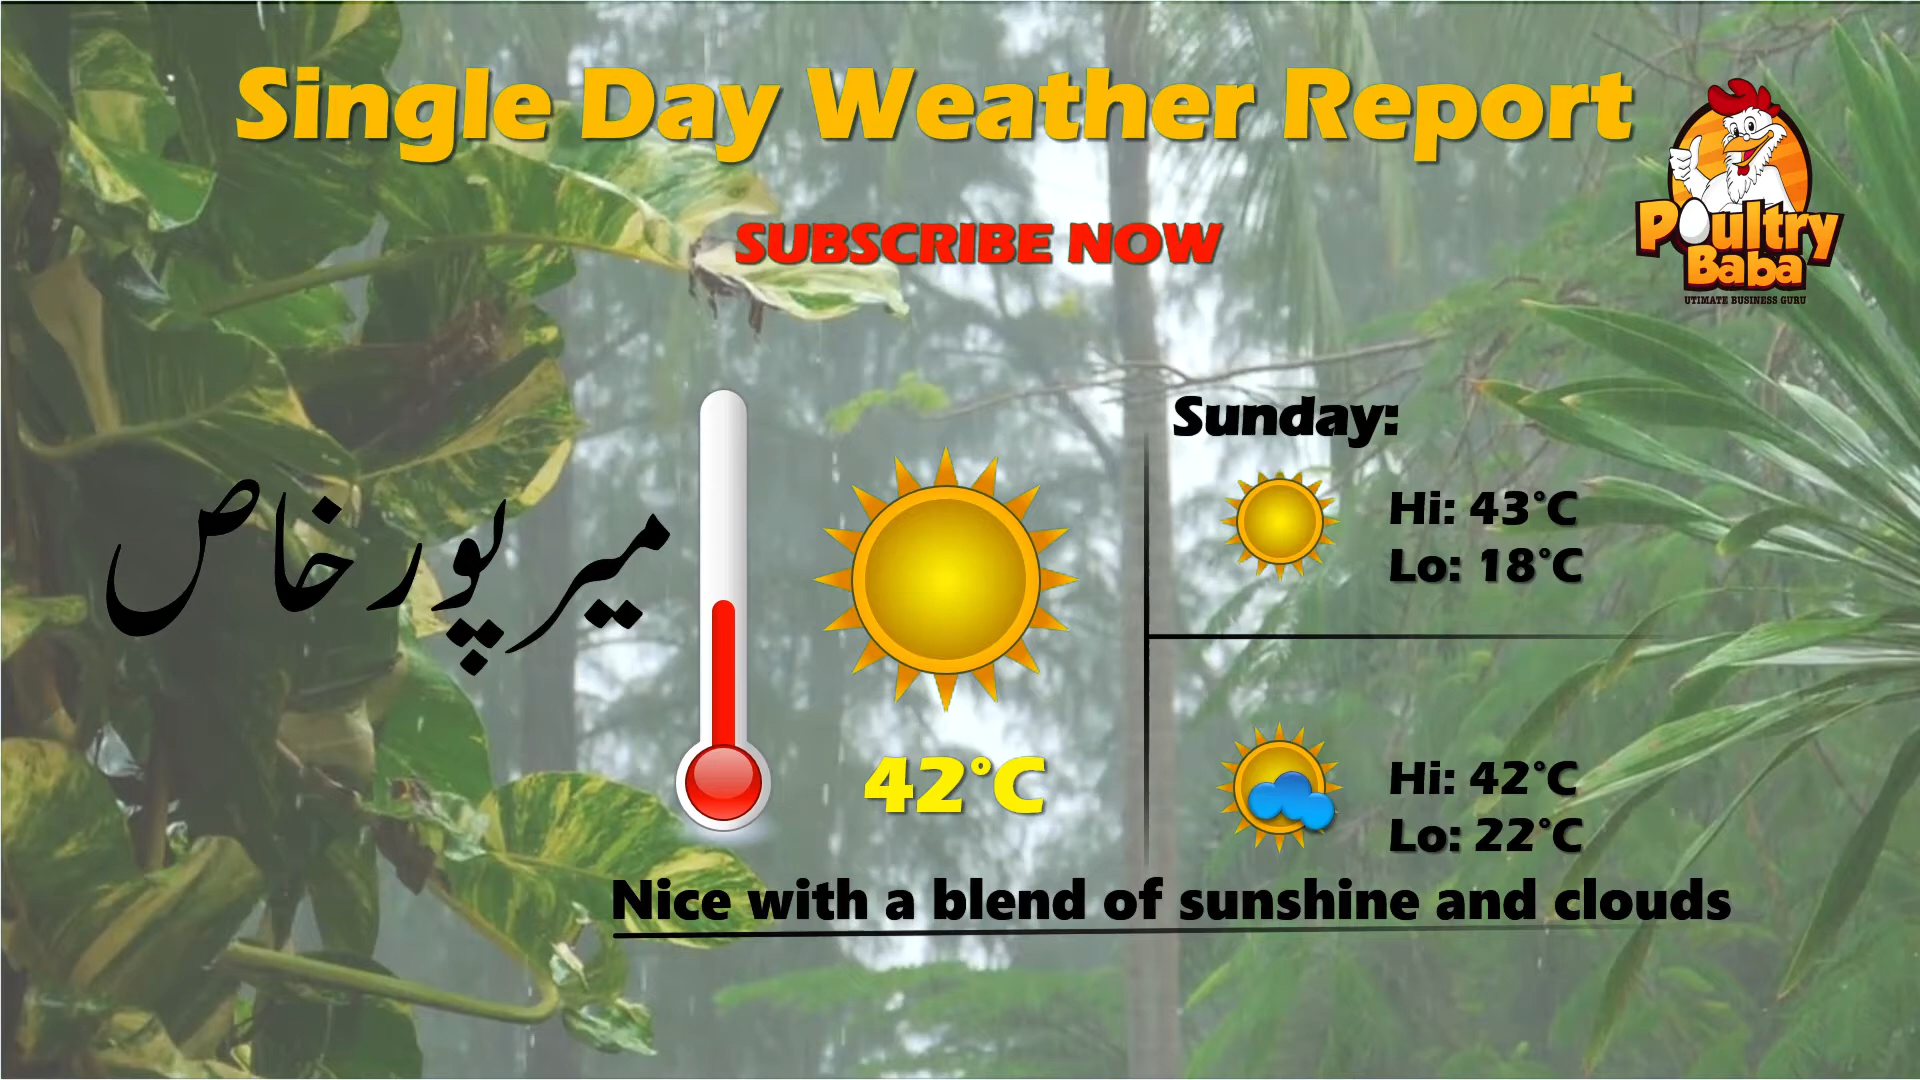 Single Day Weather Report
Poultry
Baba
UTIMATE BUSINESS GURU
SUBSCRIBE NOW
میرپورخاص
42°C
Sunday:
Hi: 43°C
Lo: 18°C
Hi: 42°C
Lo: 22°C
Nice with a blend of sunshine and clouds